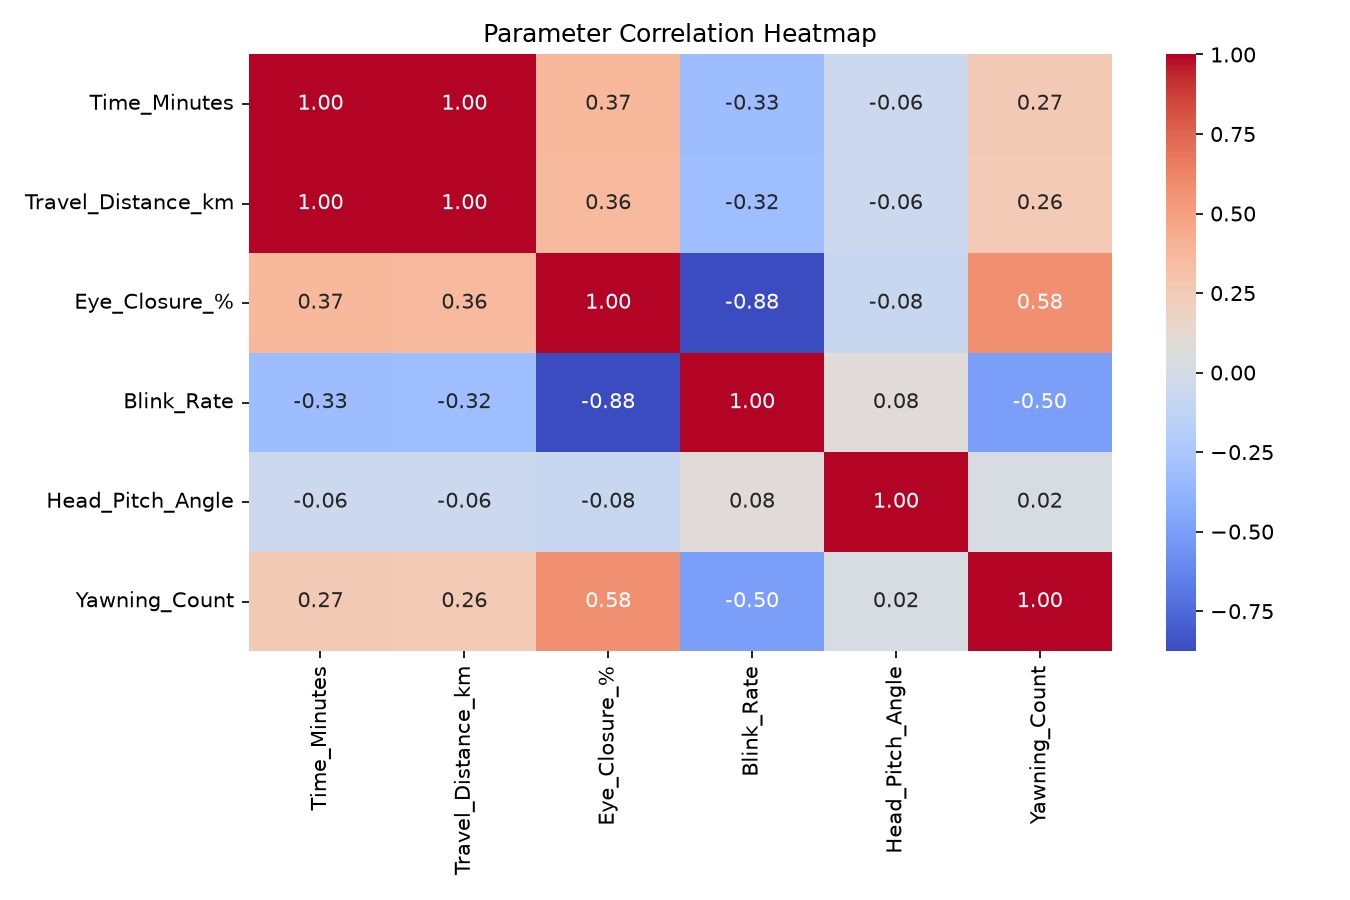 Parameter Correlation Heatmap
Time_Minutes 1.00 1.00 0.37 -0.33 -0.06 0.27
Travel_Distance_km 1.00 1.00 0.36 -0.32 -0.06 0.26
Eye_Closure_% 0.37 0.36 1.00 -0.88 -0.08 0.58
Blink_Rate -0.33 -0.32 -0.88 1.00 0.08 -0.50
Head_Pitch_Angle -0.06 -0.06 -0.08 0.08 1.00 0.02
Yawning_Count 0.27 0.26 0.58 -0.50 0.02 1.00
Time_Minutes
Travel_Distance_km
Eye_Closure_%
Blink_Rate
Head_Pitch_Angle
Yawning_Count
1.00
0.75
0.50
0.25
0.00
−0.25
−0.50
−0.75